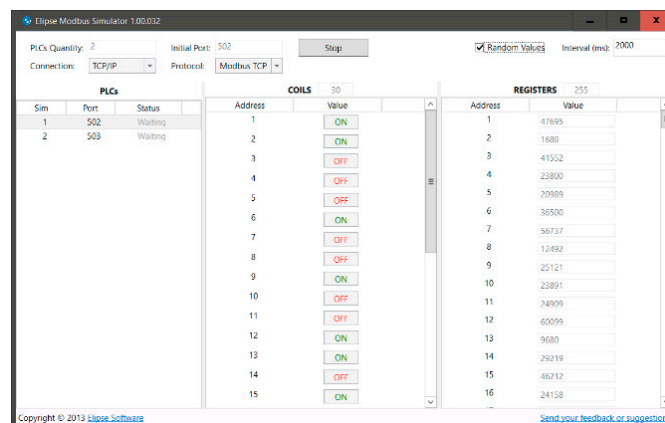 Elipse Modbus Simulator 1.00.032
PLCs Quantity: 2 Initial Port: 502 Stop Random Values Interval (ms): 2000
Connection: TCP/IP Protocol: Modbus TCP
PLCs COILS 30 REGISTERS 255
Sim Port Status Address Value Address Value
1 502 Waiting 1 ON 1 47695
2 503 Waiting 2 ON 2 1680
3 OFF 3 41552
4 OFF 4 23800
5 OFF 5 20989
6 ON 6 36500
7 OFF 7 56737
8 OFF 8 12492
9 ON 9 25121
10 OFF 10 23891
11 OFF 11 24909
12 ON 12 60099
13 ON 13 9680
14 OFF 14 29219
15 ON 15 46212
16 24158
Copyright © 2013 Elipse Software Send your feedback or suggestion